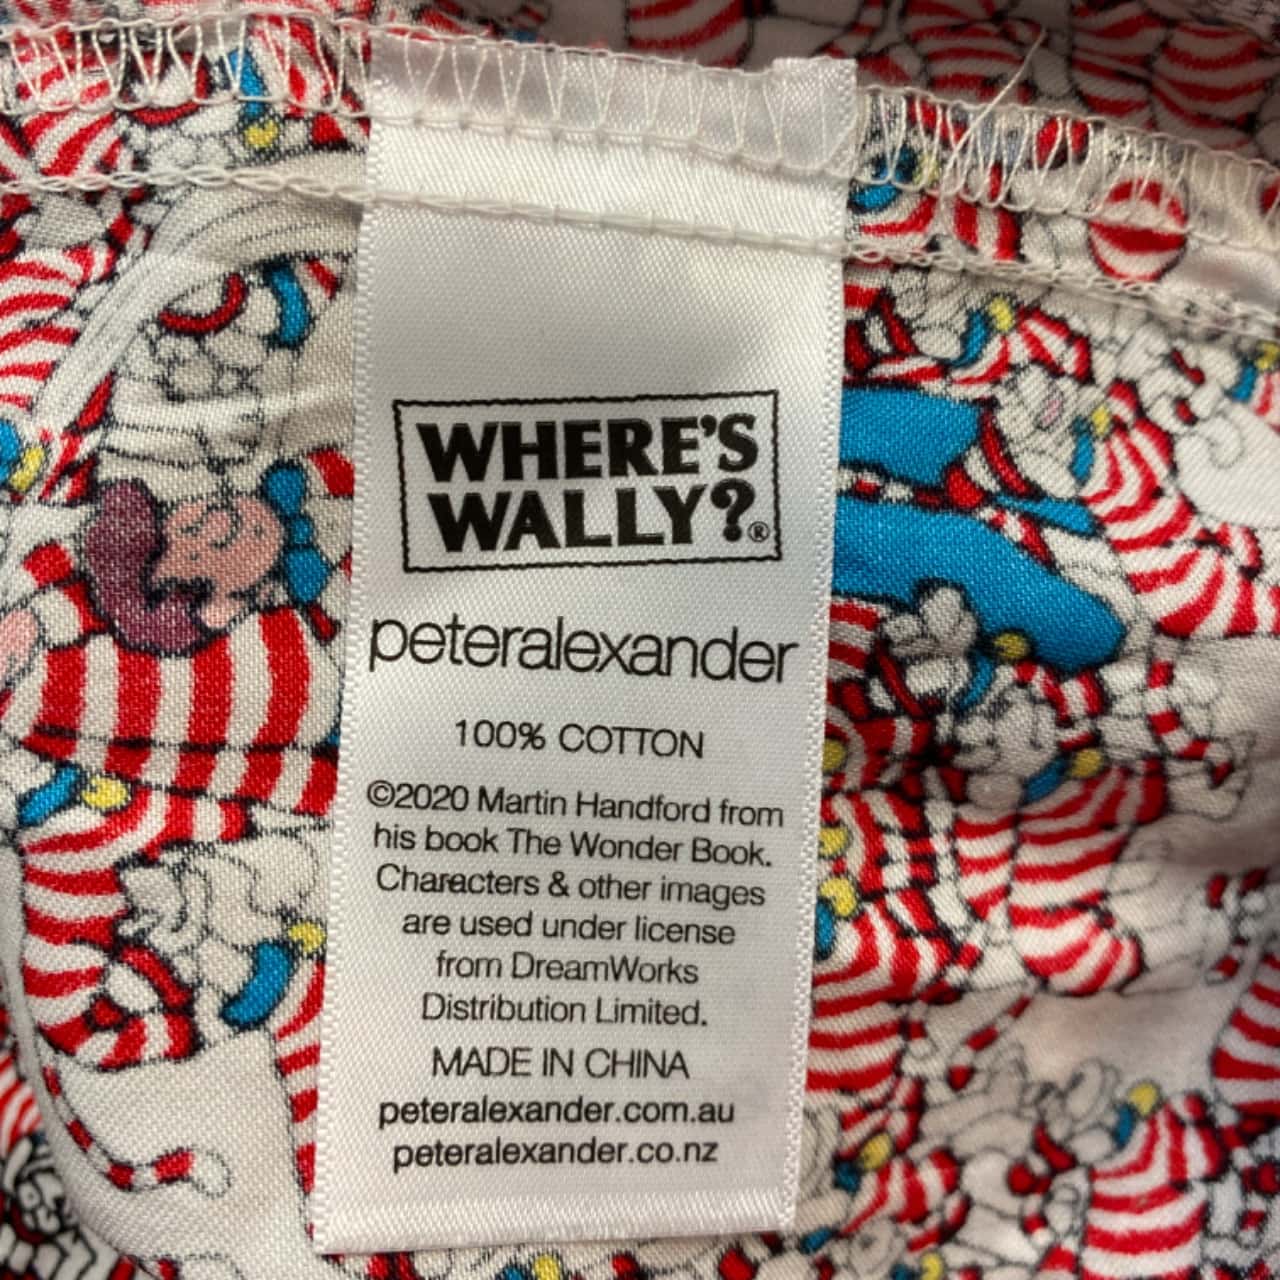 WHERE'S
WALLY?®
peteralexander
100% COTTON
©2020 Martin Handford from
his book The Wonder Book.
Characters & other images
are used under license
from DreamWorks
Distribution Limited.
MADE IN CHINA
peteralexander.com.au
peteralexander.co.nz